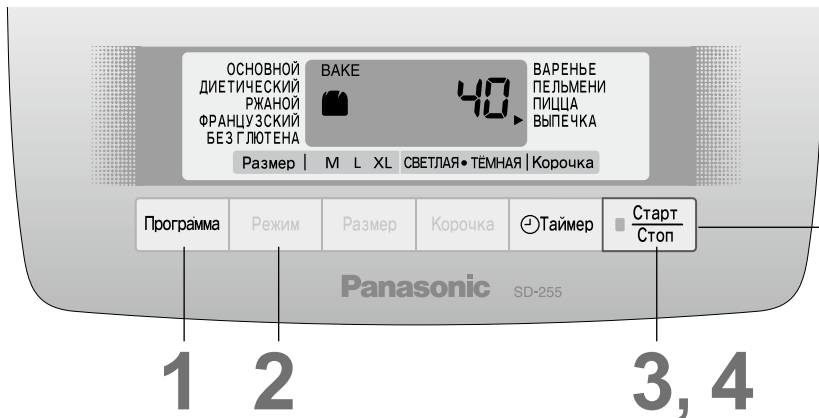 ОСНОВНОЙ
ДИЕТИЧЕСКИЙ
РЖАНОЙ
ФРАНЦУЗСКИЙ
БЕЗ ГЛЮТЕНА
BAKE
40
ВАРЕНЬЕ
ПЕЛЬМЕНИ
ПИЦЦА
ВЫПЕЧКА
Размер | M L XL СВЕТЛАЯ • ТЁМНАЯ | Корочка
Программа Режим Размер Корочка Таймер Старт
Стоп
Panasonic SD-255
1 2 3, 4